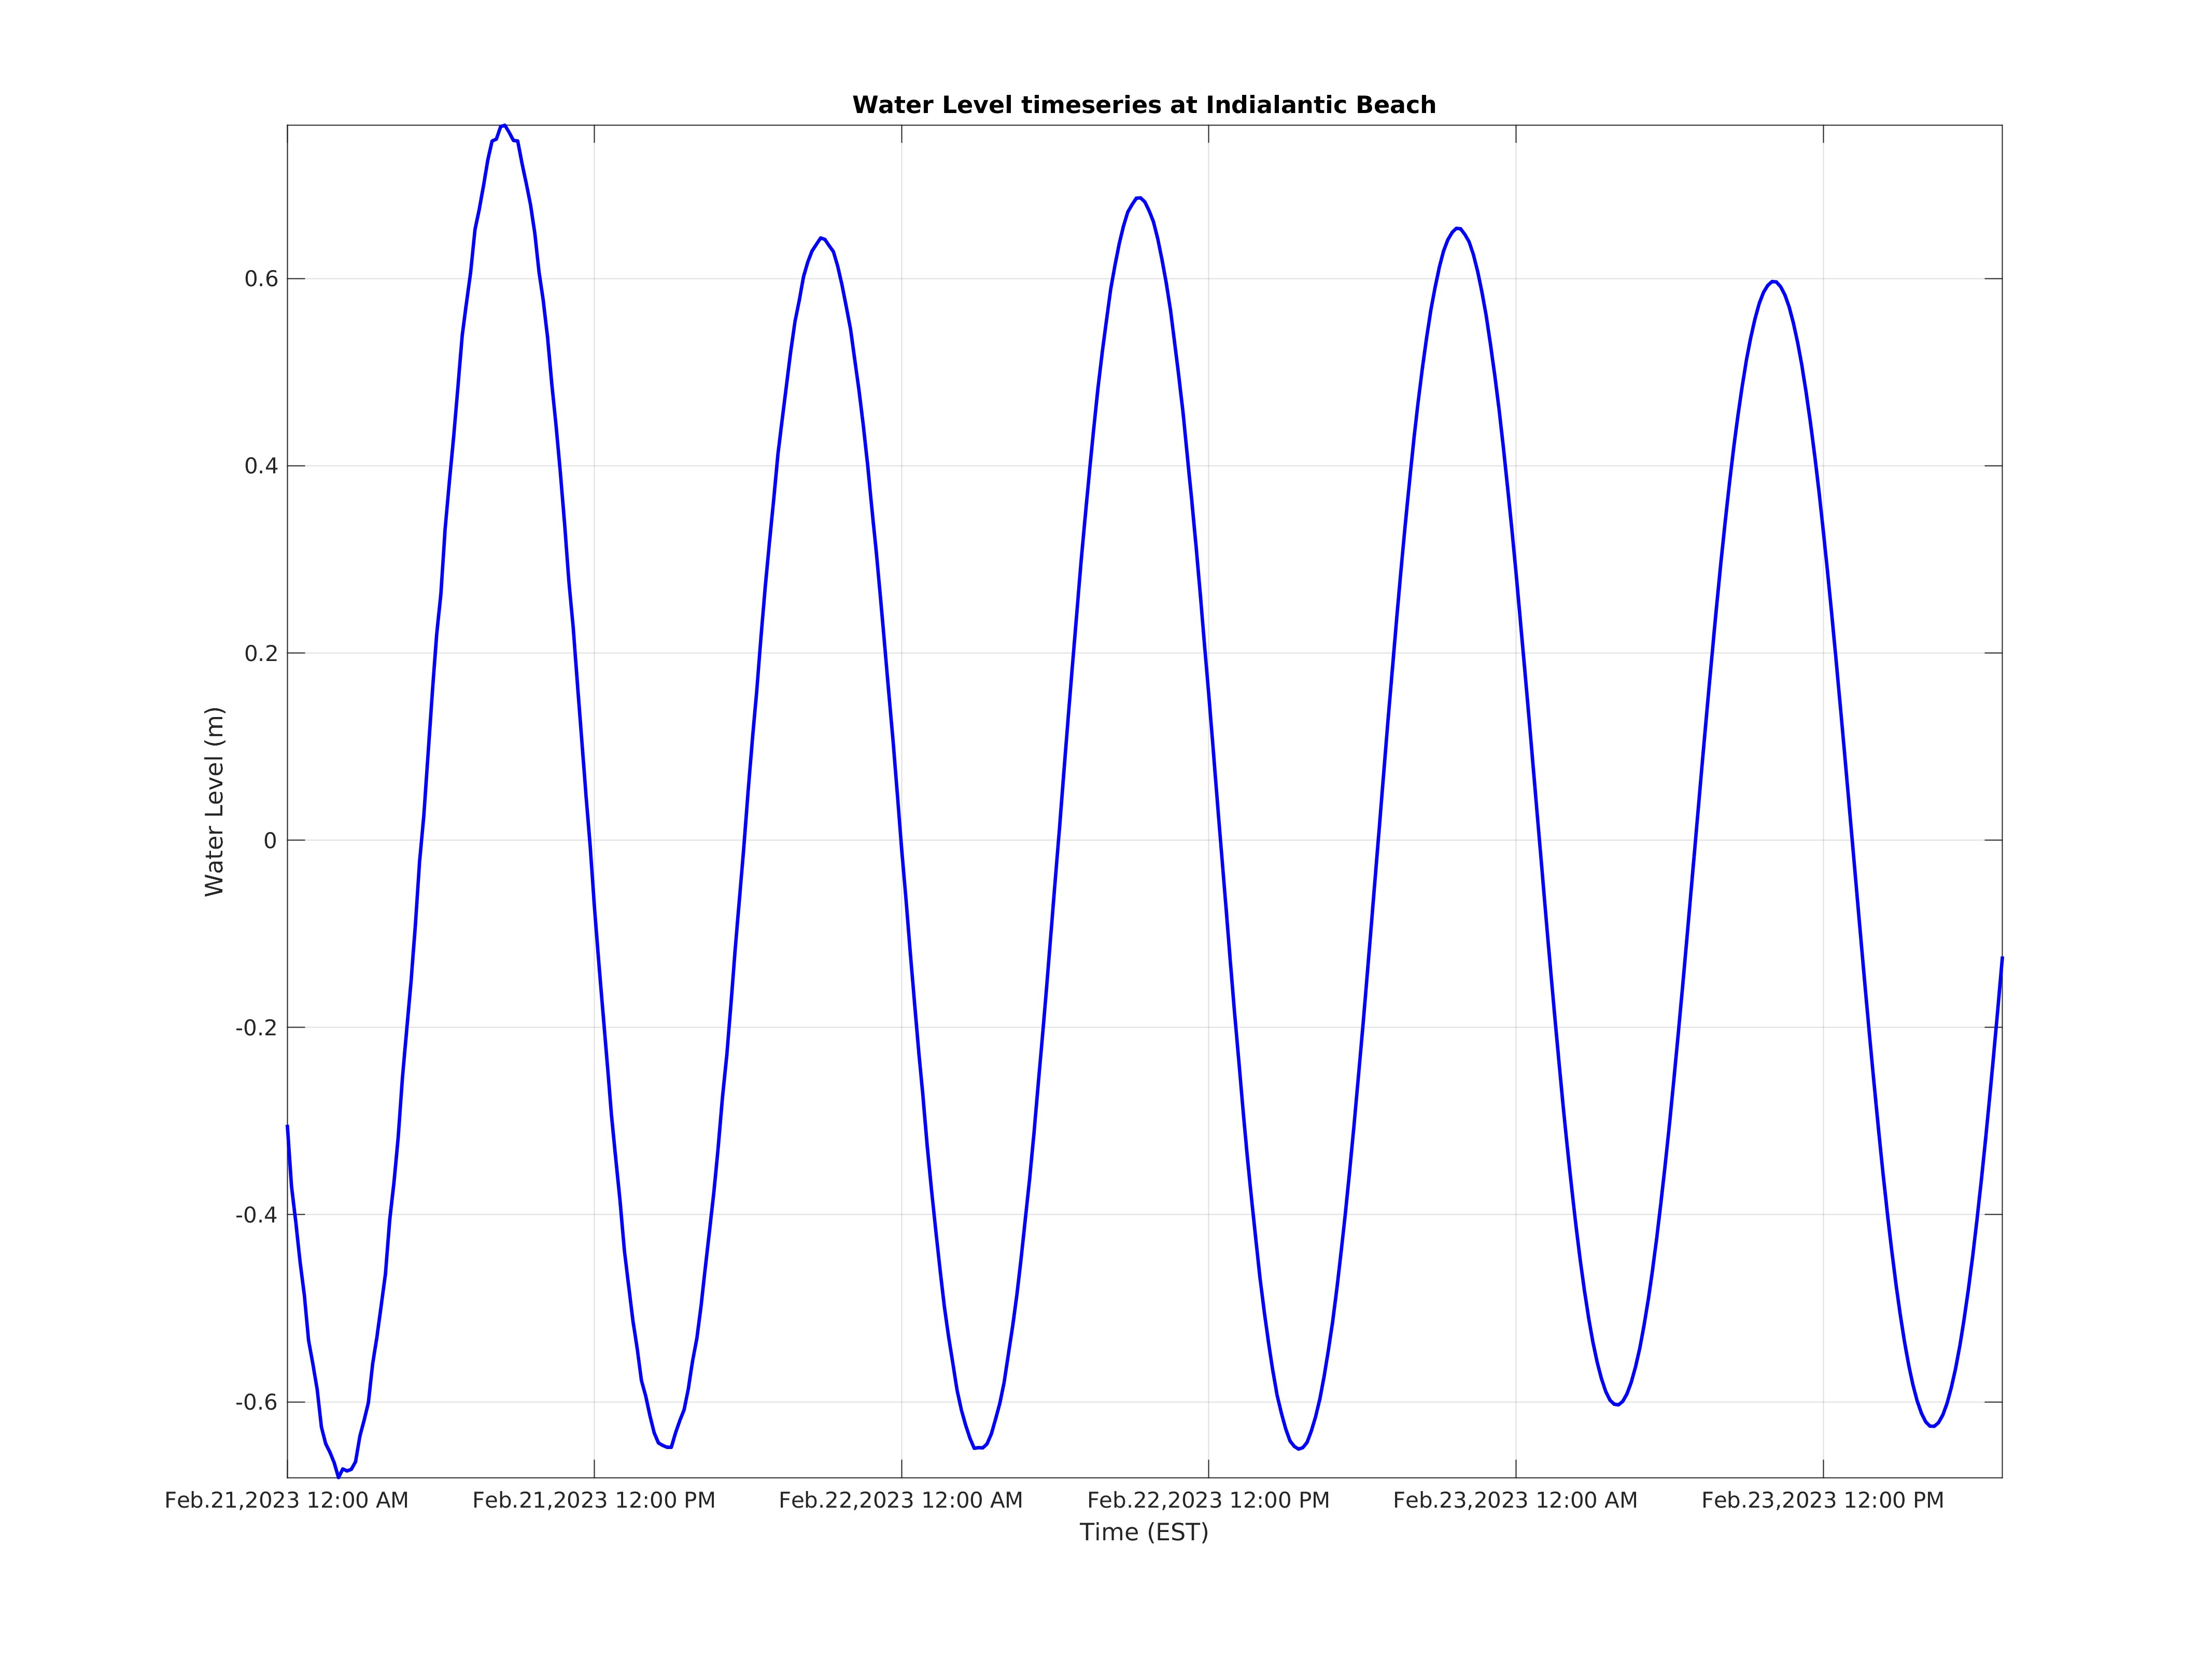 Water Level timeseries at Indialantic Beach
0.6
0.4
0.2
0
-0.2
-0.4
-0.6
Water Level (m)
Feb.21,2023 12:00 AM
Feb.21,2023 12:00 PM
Feb.22,2023 12:00 AM
Feb.22,2023 12:00 PM
Feb.23,2023 12:00 AM
Feb.23,2023 12:00 PM
Time (EST)